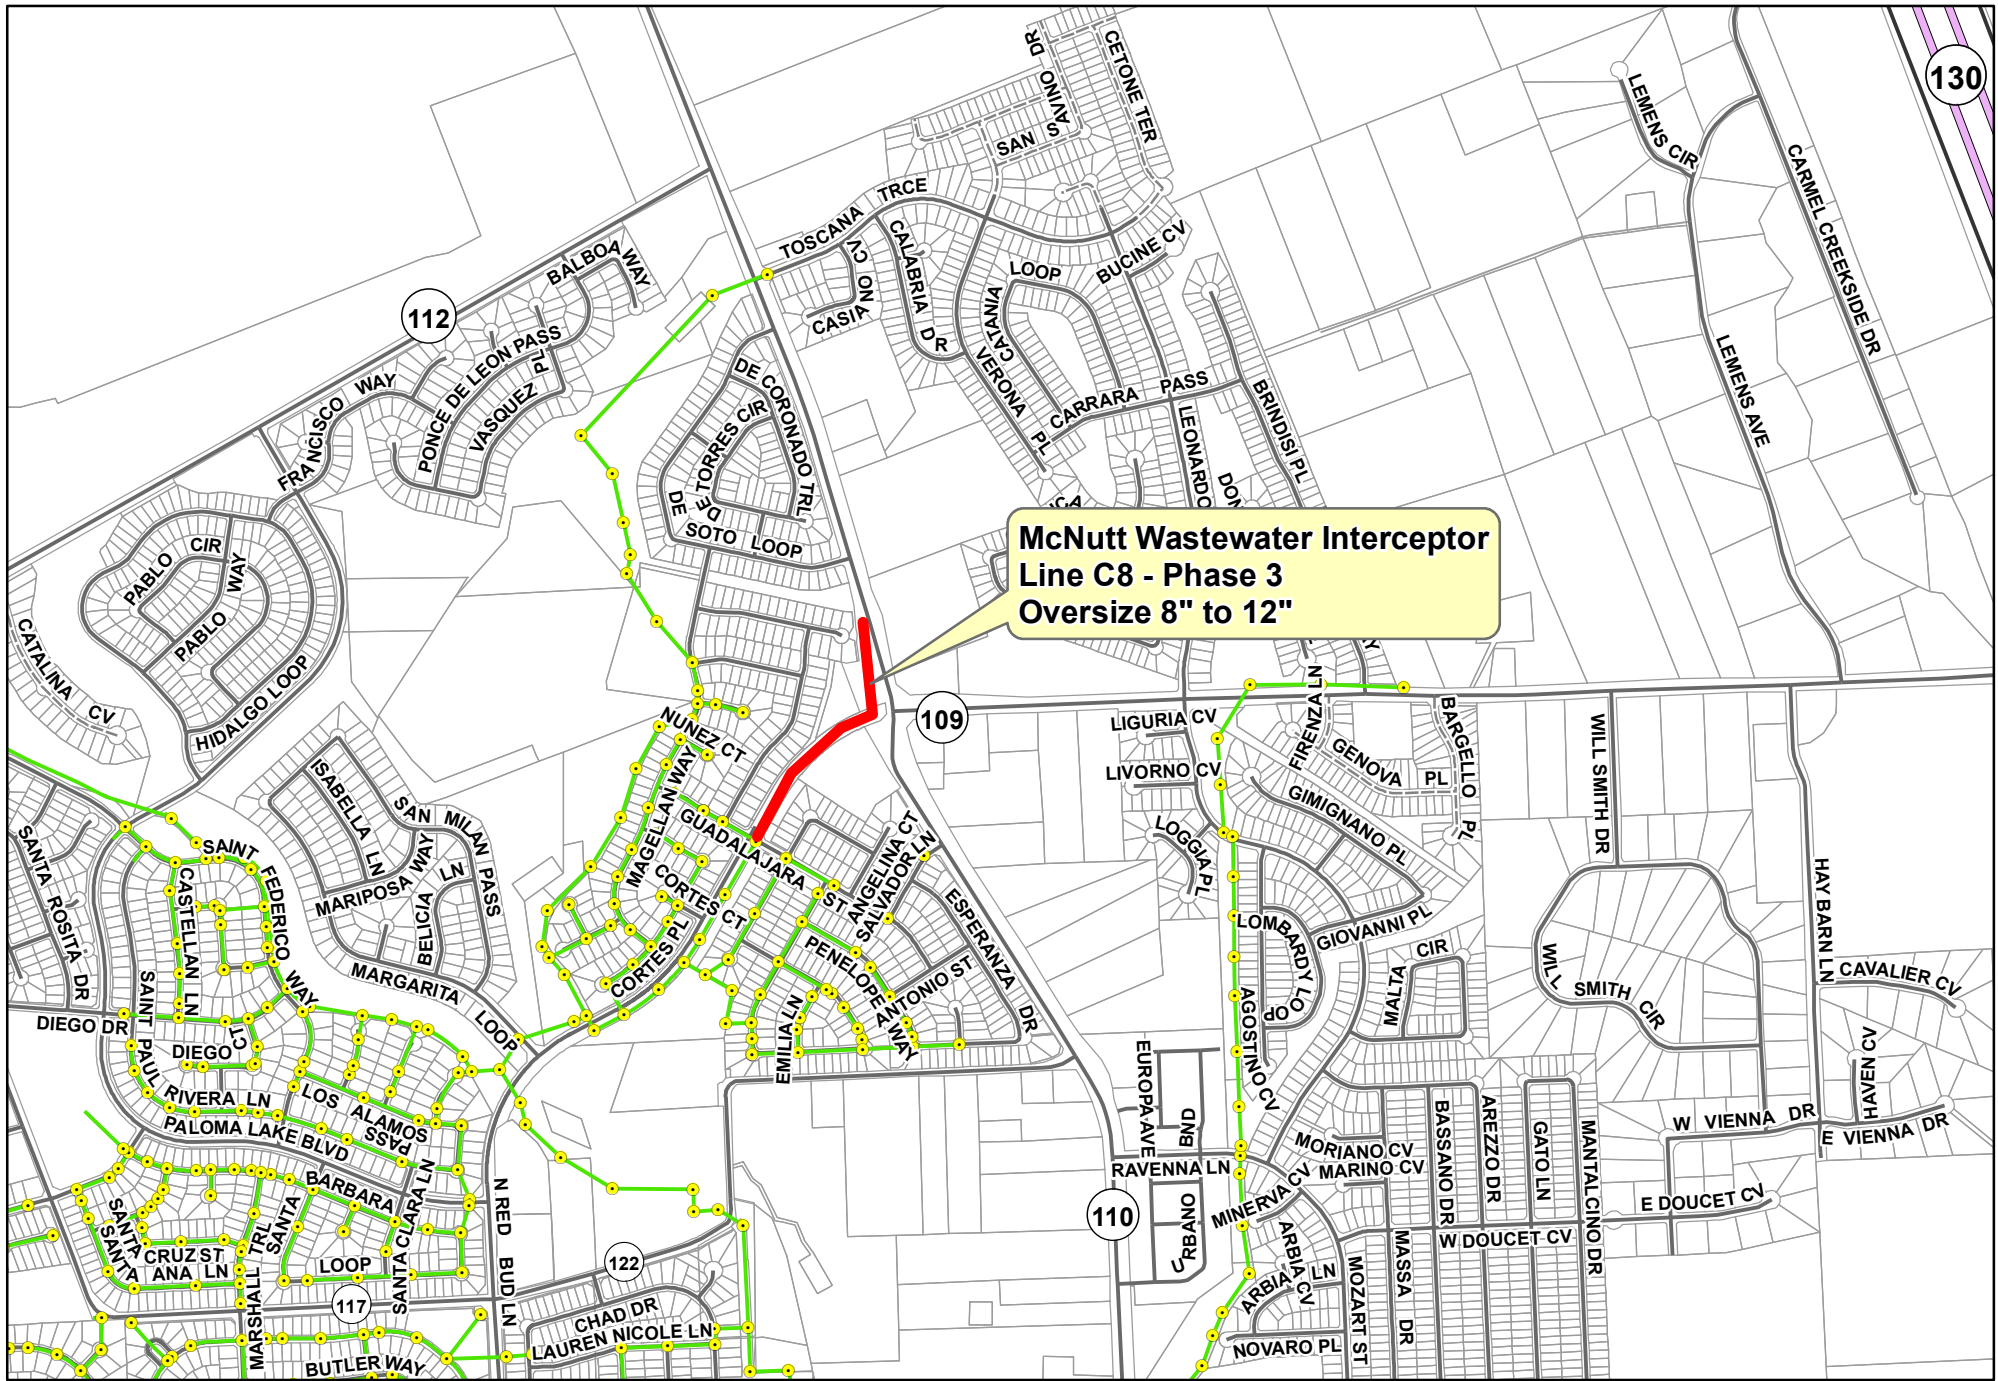 130
SAN SAVINO DR
CETONE TER
LEMENS CIR
CARMEL CREEKSIDE DR
TOSCANA TRCE
CASIANO CV
CALABRIA DR
BUCINE CV
CATANIA LOOP
VERONA PL
BALBOA WAY
112
PONCE DE LEON PASS
VASQUEZ PL
FRANCISCO WAY
DE CORONADO TRL
DE TORRES CIR
DE SOTO LOOP
CARRARA PASS
LEONARDO
BRINDISI PL
LEMENS AVE
McNutt Wastewater Interceptor
Line C8 - Phase 3
Oversize 8" to 12"
PABLO CIR
PABLO WAY
CATALINA CV
HIDALGO LOOP
109
LIGURIA CV
LIVORNO CV
LOGGIA PL
FIRENZA LN
GENOVA PL
BARGELLO PL
GIMIGNANO PL
WILL SMITH DR
HAY BARN LN
NUNEZ CT
MAGELLAN WAY
GUADALAJARA ST
CORTES CT
CORTES PL
ANGELINA CT
SALVADOR LN
ESPERANZA DR
PENELOPE WAY
ANTONIO ST
EMILIA LN
ISABELLA LN
SAN MILAN PASS
MARIPOSA WAY
BELICIA LN
MARGARITA LOOP
SANTA ROSITA DR
SAINT FEDERICO WAY
CASTELLAN LN
SAINT PAUL
DIEGO DR
DIEGO CT
RIVERA LN
LOS ALAMOS PASS
PALOMA LAKE BLVD
LOMBARDY LOOP
GIOVANNI PL
MALTA CIR
AGOSTINO CV
WILL SMITH CIR
CAVALIER CV
HAVEN CV
W VIENNA DR
E VIENNA DR
EUROPA AVE
BND
URBANO
RAVENNA LN
110
MINERVA CV
MORIANO CV
MARINO CV
BASSANO DR
AREZZO DR
GATO LN
MANTALCINO DR
E DOUCET CV
W DOUCET CV
ARBIA CV
ARBIA LN
NOVARO PL
MOZART ST
MASSA DR
SANTA BARBARA LOOP
SANTA CLARA LN
SANTA CRUZ ST
SANTA ANA LN
MARSHALL TRL
N RED BUD LN
122
117
CHAD DR
LAUREN NICOLE LN
BUTLER WAY